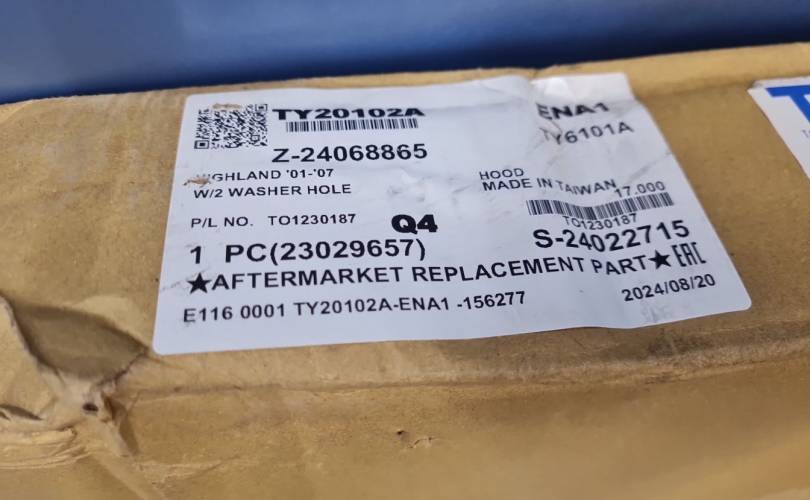 TY20102A
ENA1
TY6101A
Z-24068865
HIGHLAND '01-'07
HOOD
W/2 WASHER HOLE
MADE IN TAIWAN
17.000
P/L NO. TO1230187
Q4
TO1230187
1 PC(23029657)
S-24022715
★AFTERMARKET REPLACEMENT PART★ EAC
E116 0001 TY20102A-ENA1 -156277
2024/08/20